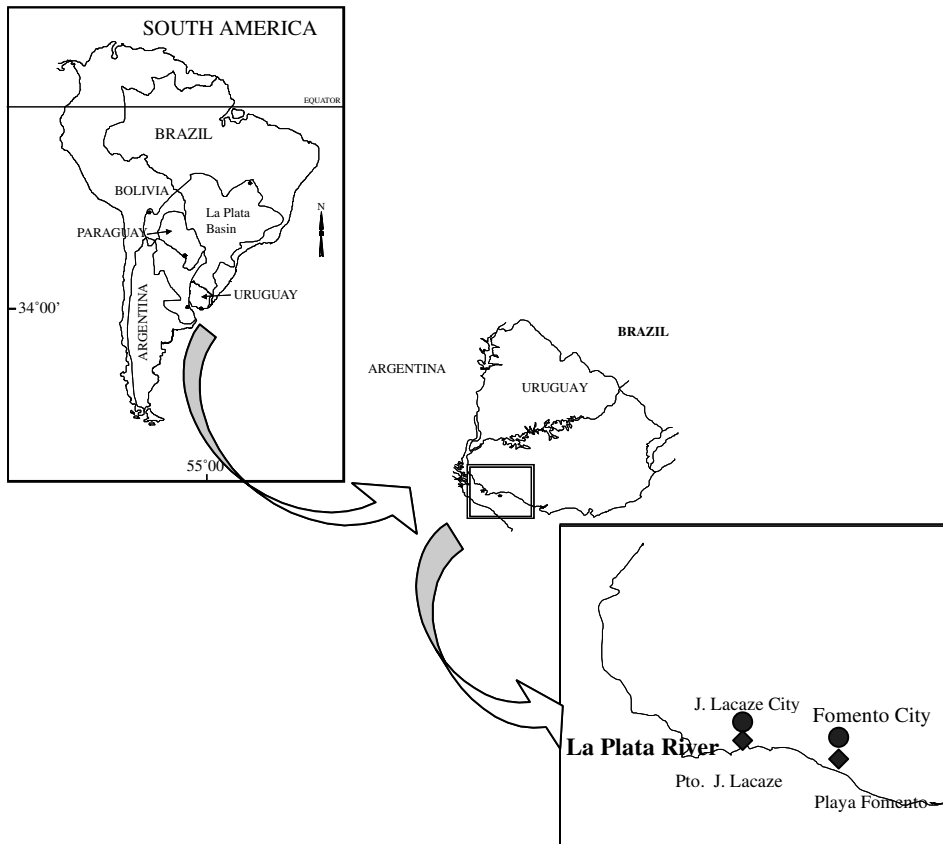 SOUTH AMERICA
EQUATOR
BRAZIL
BOLIVIA
La Plata
Basin
N
PARAGUAY
URUGUAY
34°00'
ARGENTINA
55°00'
BRAZIL
ARGENTINA
URUGUAY
J. Lacaze City
Fomento City
La Plata River
Pto. J. Lacaze
Playa Fomento